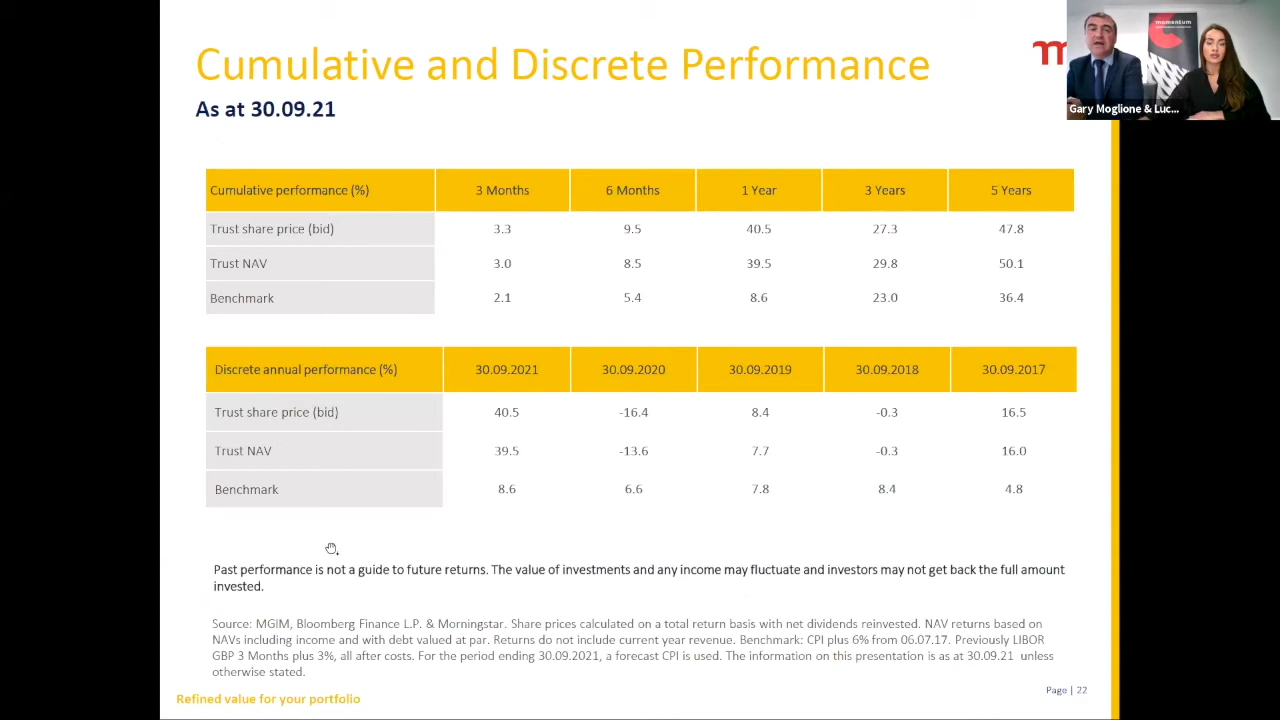 Cumulative and Discrete Performance
m
momentum
As at 30.09.21
Gary Moglione & Luc...
Cumulative performance (%) 3 Months 6 Months 1 Year 3 Years 5 Years
Trust share price (bid) 3.3 9.5 40.5 27.3 47.8
Trust NAV 3.0 8.5 39.5 29.8 50.1
Benchmark 2.1 5.4 8.6 23.0 36.4
Discrete annual performance (%) 30.09.2021 30.09.2020 30.09.2019 30.09.2018 30.09.2017
Trust share price (bid) 40.5 -16.4 8.4 -0.3 16.5
Trust NAV 39.5 -13.6 7.7 -0.3 16.0
Benchmark 8.6 6.6 7.8 8.4 4.8
Past performance is not a guide to future returns. The value of investments and any income may fluctuate and investors may not get back the full amount
invested.
Source: MGIM, Bloomberg Finance L.P. & Morningstar. Share prices calculated on a total return basis with net dividends reinvested. NAV returns based on
NAVs including income and with debt valued at par. Returns do not include current year revenue. Benchmark: CPI plus 6% from 06.07.17. Previously LIBOR
GBP 3 Months plus 3%, all after costs. For the period ending 30.09.2021, a forecast CPI is used. The information on this presentation is as at 30.09.21 unless
otherwise stated.
Page | 22
Refined value for your portfolio